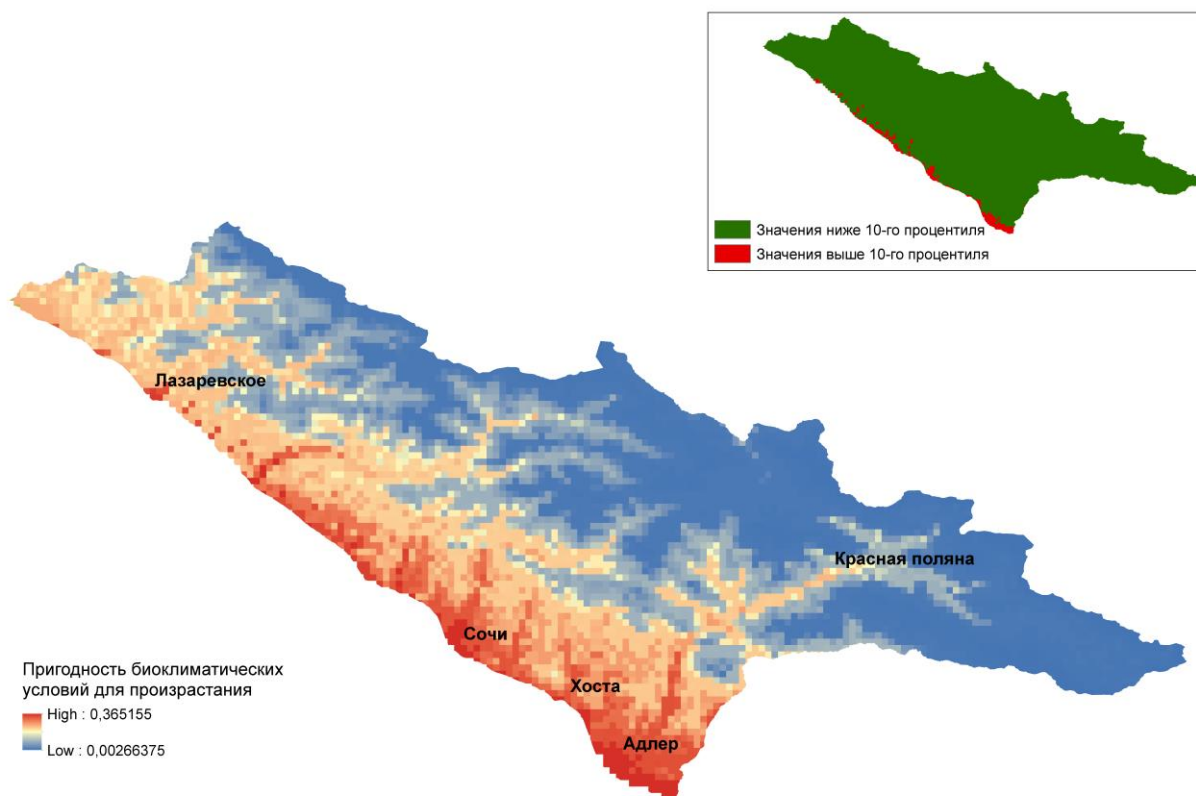 Значения ниже 10-го процентиля
Значения выше 10-го процентиля
Лазаревское
Красная поляна
Сочи
Хоста
Адлер
Пригодность биоклиматических
условий для произрастания
High : 0,365155
Low : 0,00266375